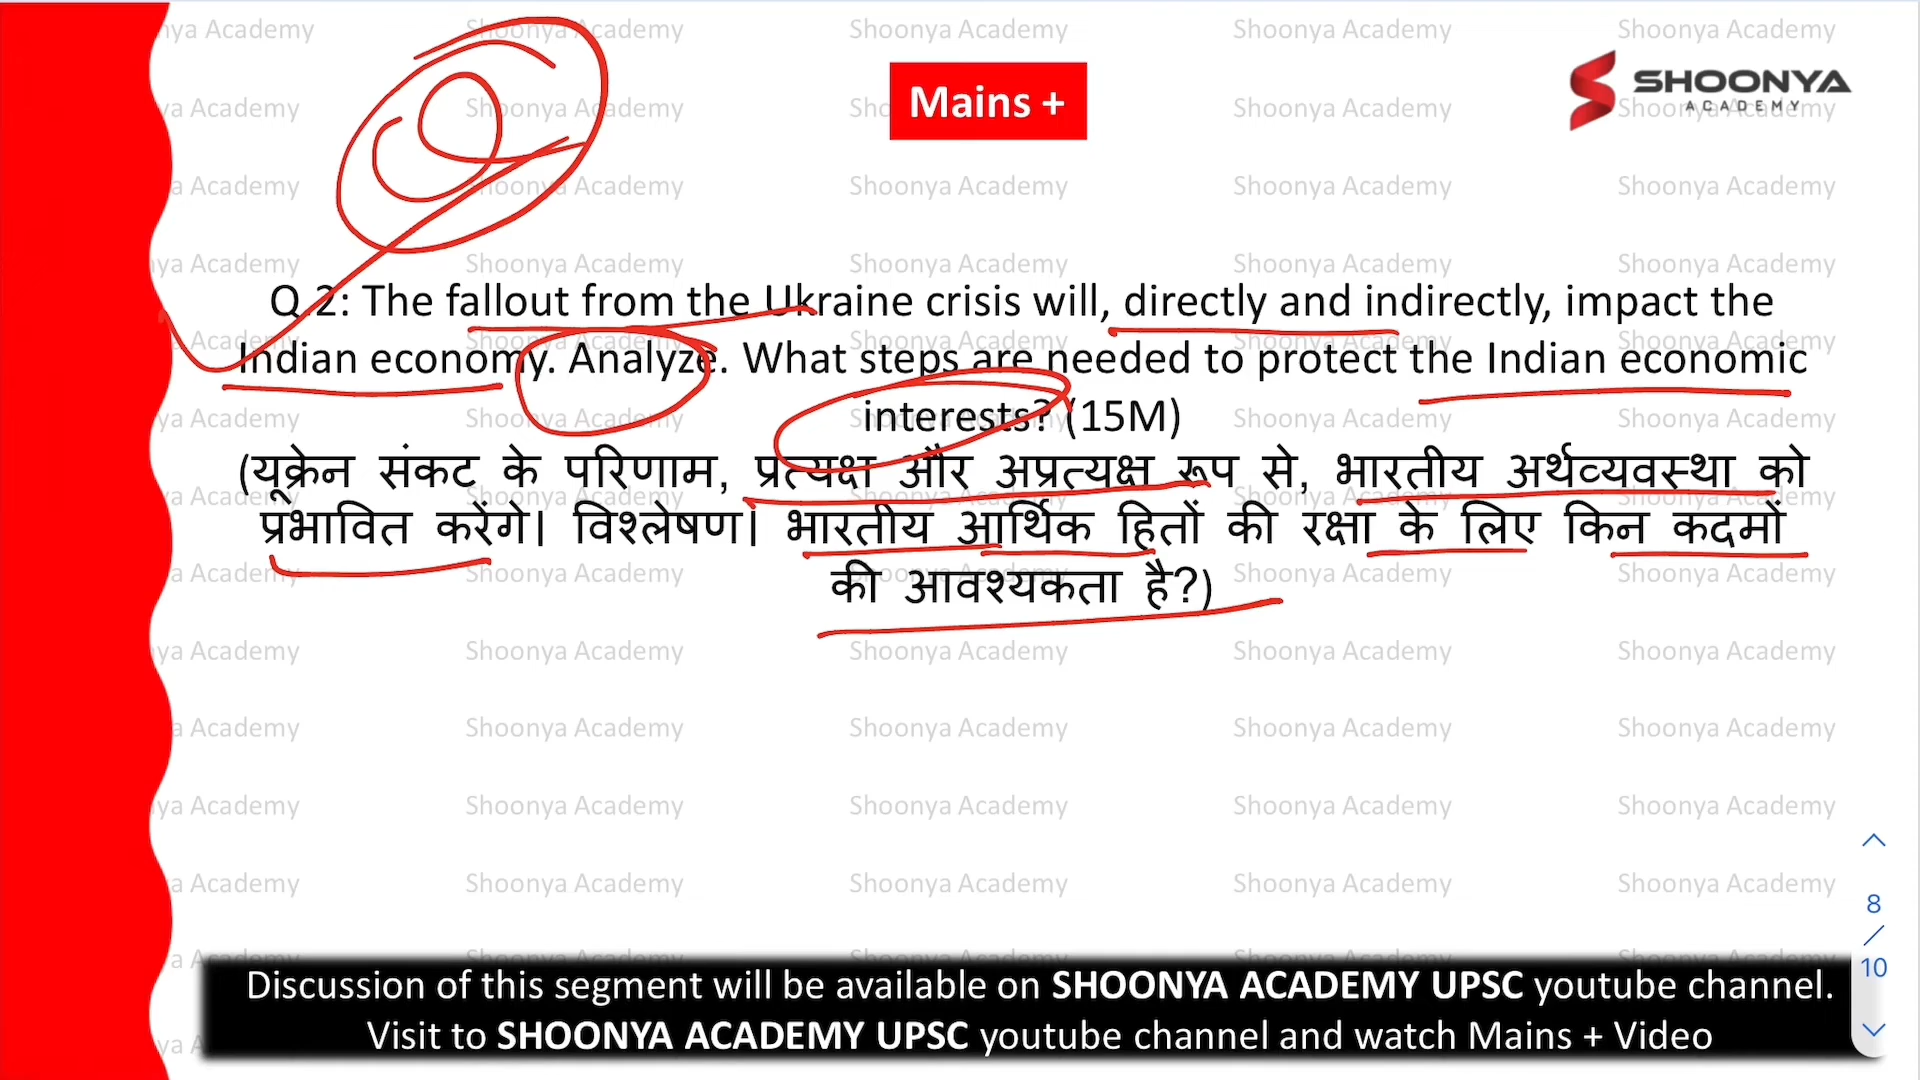 Mains +
SHOONYA
ACADEMY
Q.2: The fallout from the Ukraine crisis will, directly and indirectly, impact the
Indian economy. Analyze. What steps are needed to protect the Indian economic
interests? (15M)
(यूक्रेन संकट के परिणाम, प्रत्यक्ष और अप्रत्यक्ष रूप से, भारतीय अर्थव्यवस्था को
प्रभावित करेंगे| विश्लेषण| भारतीय आर्थिक हितों की रक्षा के लिए किन कदमों
की आवश्यकता है?)
8
/
10
Discussion of this segment will be available on SHOONYA ACADEMY UPSC youtube channel.
Visit to SHOONYA ACADEMY UPSC youtube channel and watch Mains + Video